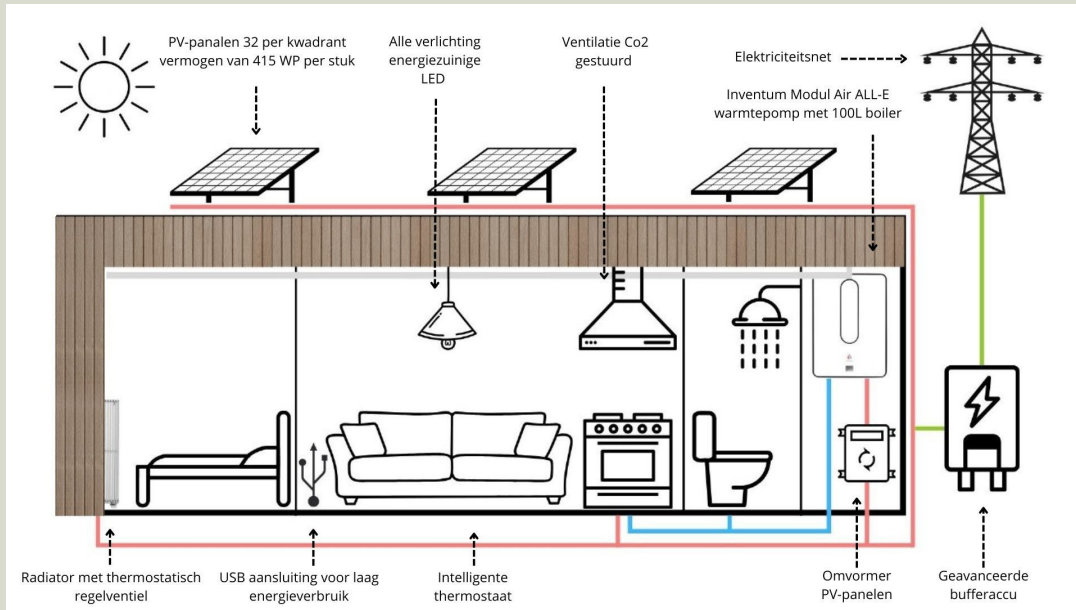 PV-panalen 32 per kwadrant
vermogen van 415 WP per stuk
Alle verlichting
energiezuinige
LED
Ventilatie Co2
gestuurd
Elektriciteitsnet
Inventum Modul Air ALL-E
warmtepomp met 100L boiler
Radiator met thermostatisch
regelventiel
USB aansluiting voor laag
energieverbruik
Intelligente
thermostaat
Omvormer
PV-panalen
Geavanceerde
bufferaccu